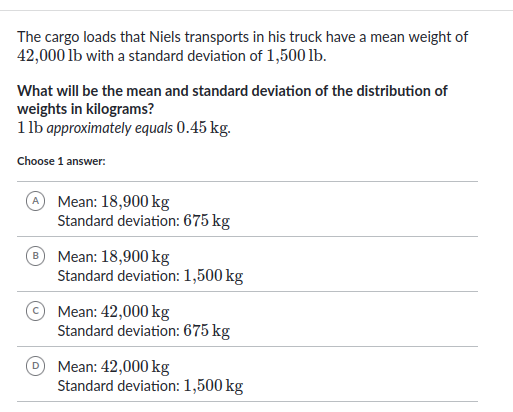 The cargo loads that Niels transports in his truck have a mean weight of
42,000 lb with a standard deviation of 1,500 lb.
What will be the mean and standard deviation of the distribution of
weights in kilograms?
1 lb approximately equals 0.45 kg.
Choose 1 answer:
A Mean: 18,900 kg
Standard deviation: 675 kg
B Mean: 18,900 kg
Standard deviation: 1,500 kg
C Mean: 42,000 kg
Standard deviation: 675 kg
D Mean: 42,000 kg
Standard deviation: 1,500 kg